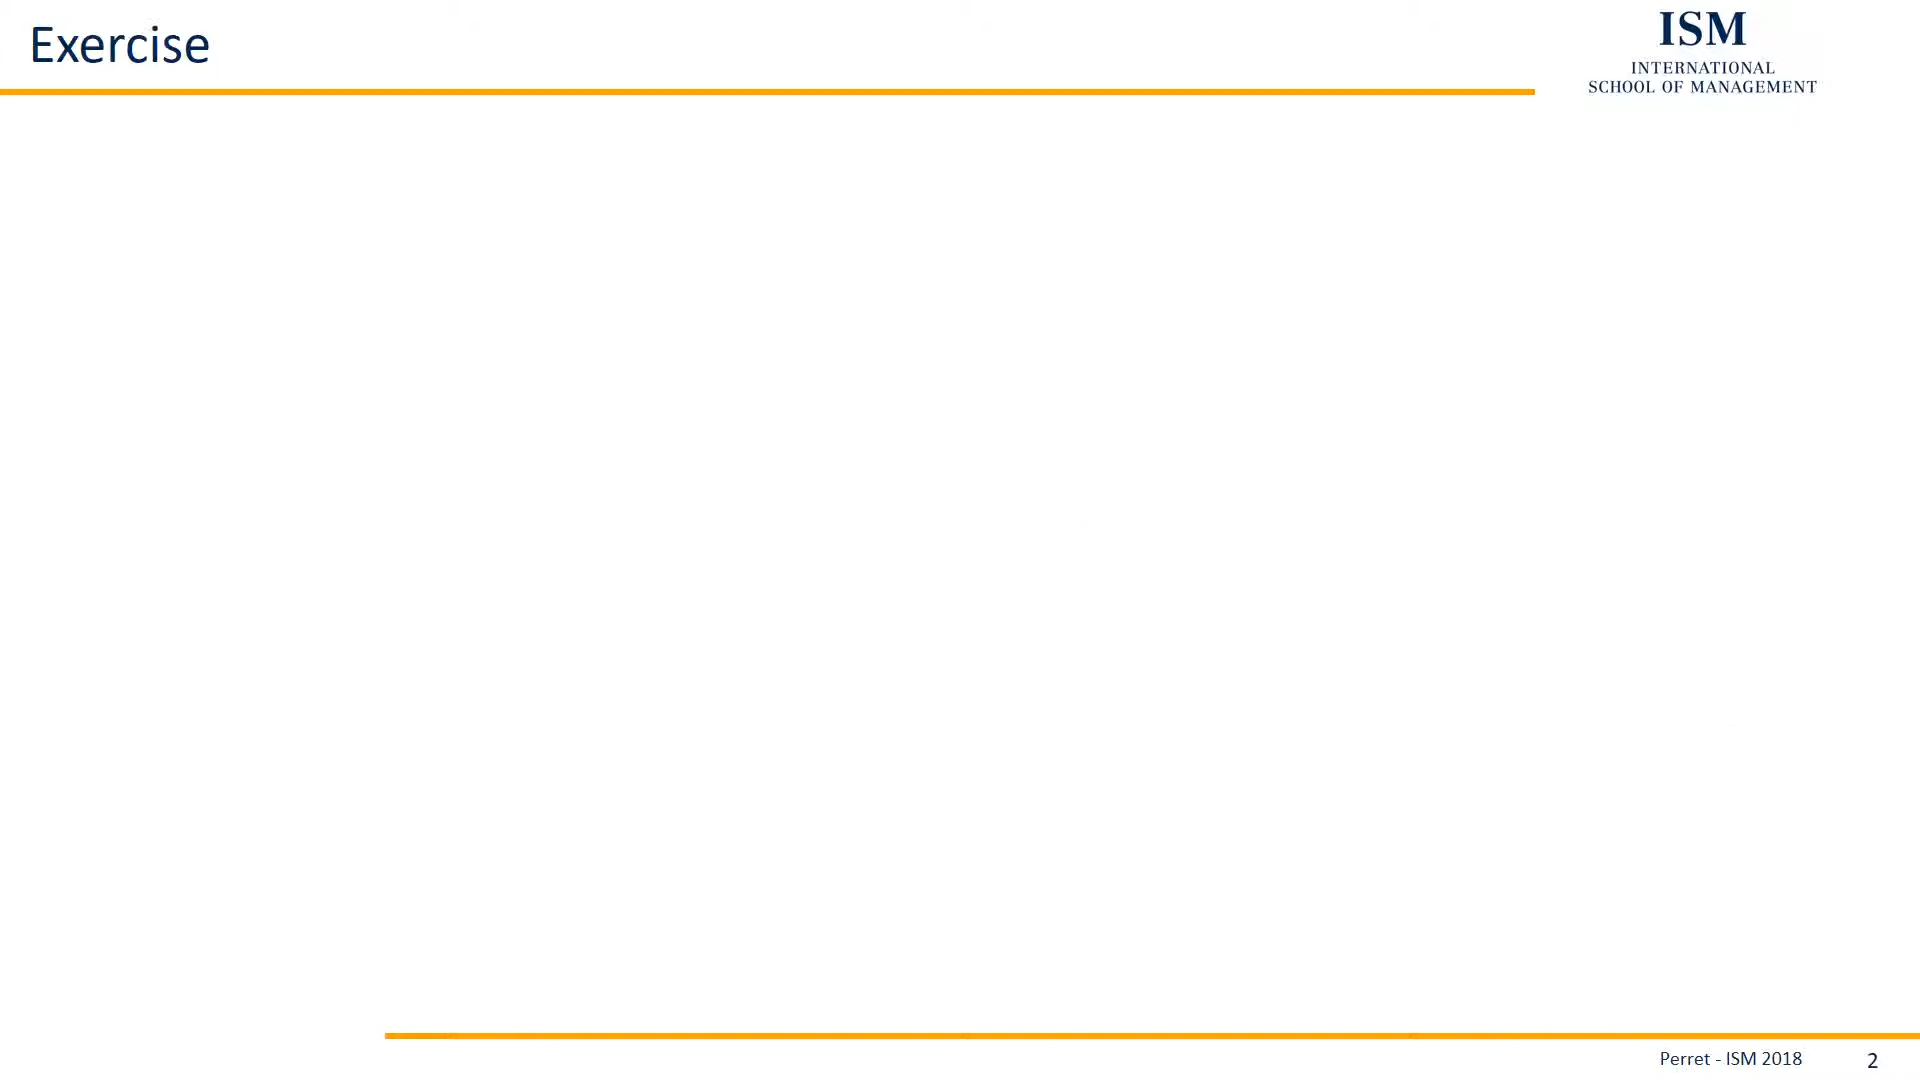 Exercise
ISM
INTERNATIONAL
SCHOOL OF MANAGEMENT
Perret - ISM 2018
2